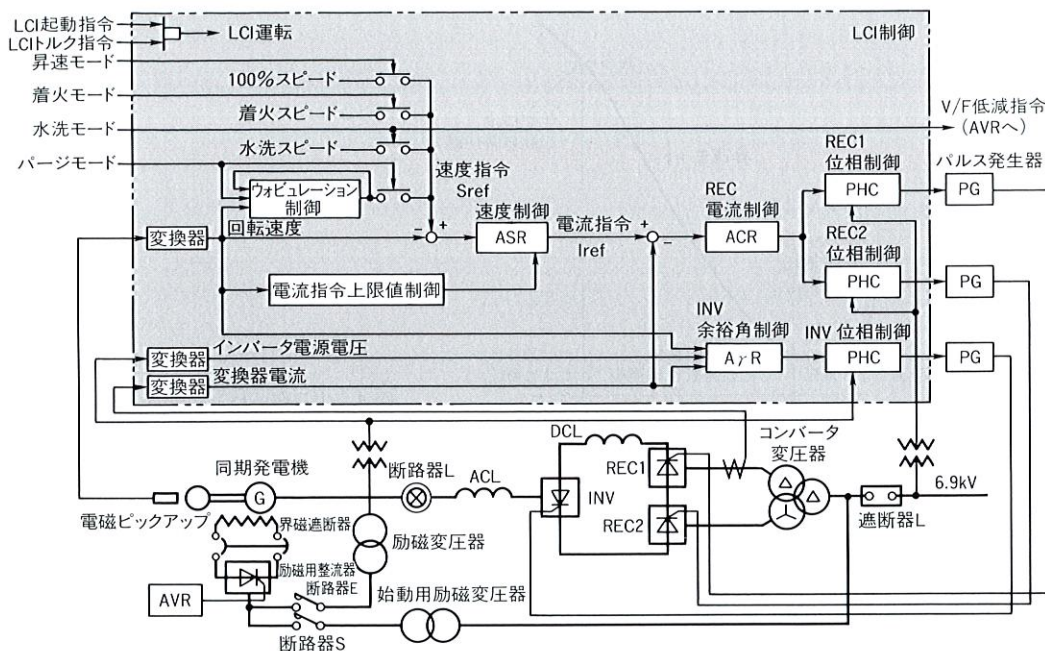 LCI起動指令
LCIトルク指令
LCI運転
LCI制御
昇速モード
100%スピード
着火モード
着火スピード
水洗モード
水洗スピード
パージモード
V/F低減指令
(AVRへ)
ウォビュレーション
制御
速度指令
Sref
速度制御
ASR
電流指令
Iref
REC
電流制御
ACR
REC1
位相制御
PHC
パルス発生器
PG
REC2
位相制御
PHC
PG
変換器
回転速度
- +
+ -
電流指令上限値制御
INV
余裕角制御
AγR
INV 位相制御
PHC
PG
変換器
インバータ電源電圧
変換器
変換器電流
同期発電機
G
電磁ピックアップ
断路器L
ACL
DCL
INV
REC1
REC2
コンバータ
変圧器
6.9kV
遮断器L
界磁遮断器
励磁変圧器
励磁用整流器
断路器E
AVR
始動用励磁変圧器
断路器S